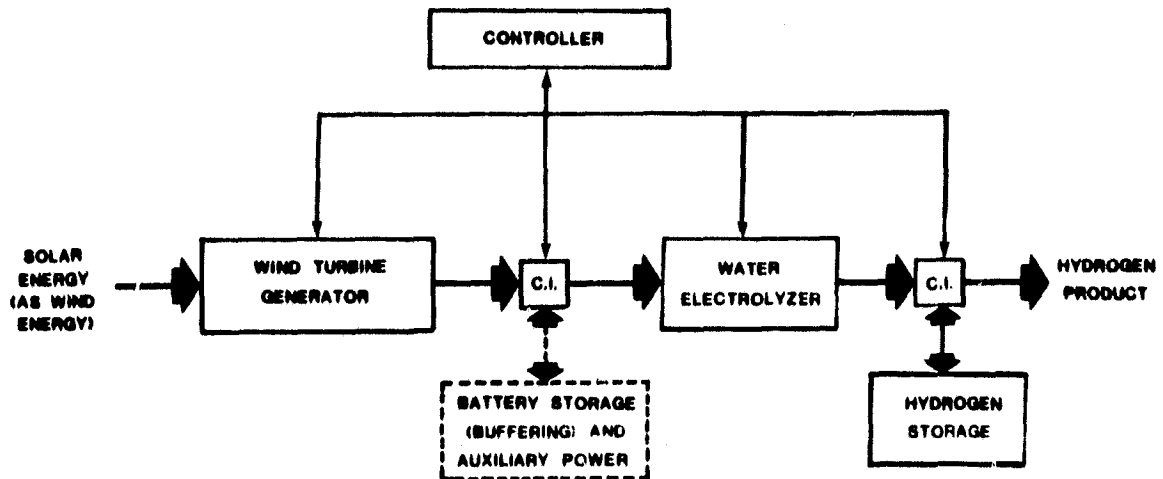 CONTROLLER
SOLAR
ENERGY
(AS WIND
ENERGY)
WIND TURBINE
GENERATOR
C.I.
WATER
ELECTROLYZER
C.I.
HYDROGEN
PRODUCT
BATTERY STORAGE
(BUFFERING) AND
AUXILIARY POWER
HYDROGEN
STORAGE